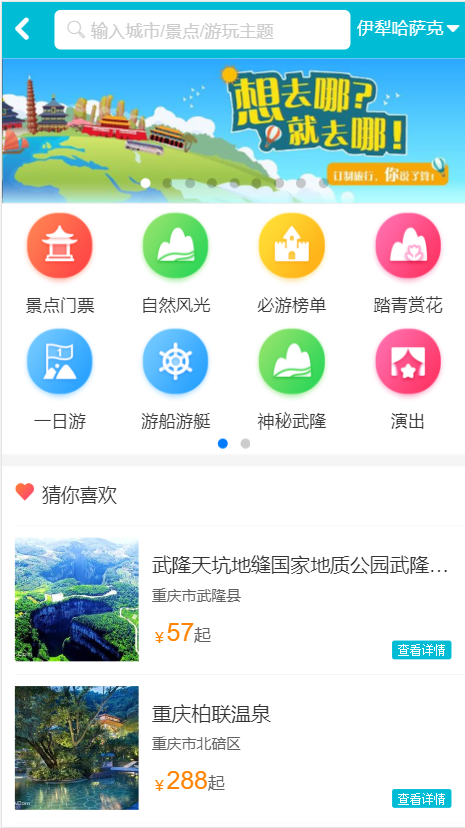 输入城市/景点/游玩主题
伊犁哈萨克
想去哪？
就去哪！
订制旅行，你说了算！
景点门票
自然风光
必游榜单
踏青赏花
一日游
游船游艇
神秘武隆
演出
猜你喜欢
武隆天坑地缝国家地质公园武隆…
重庆市武隆县
¥57起
查看详情
重庆柏联温泉
重庆市北碚区
¥288起
查看详情